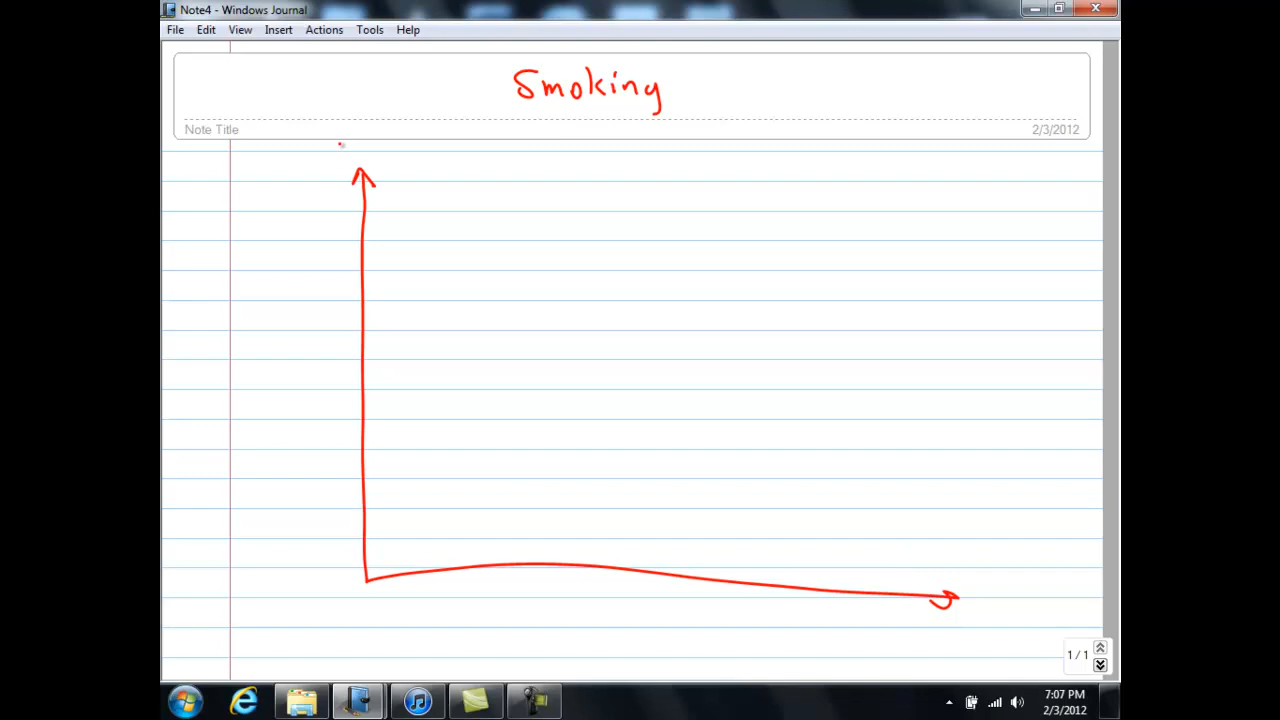 Note4 - Windows Journal
File Edit View Insert Actions Tools Help
Smoking
Note Title
2/3/2012
1 / 1
7:07 PM
2/3/2012